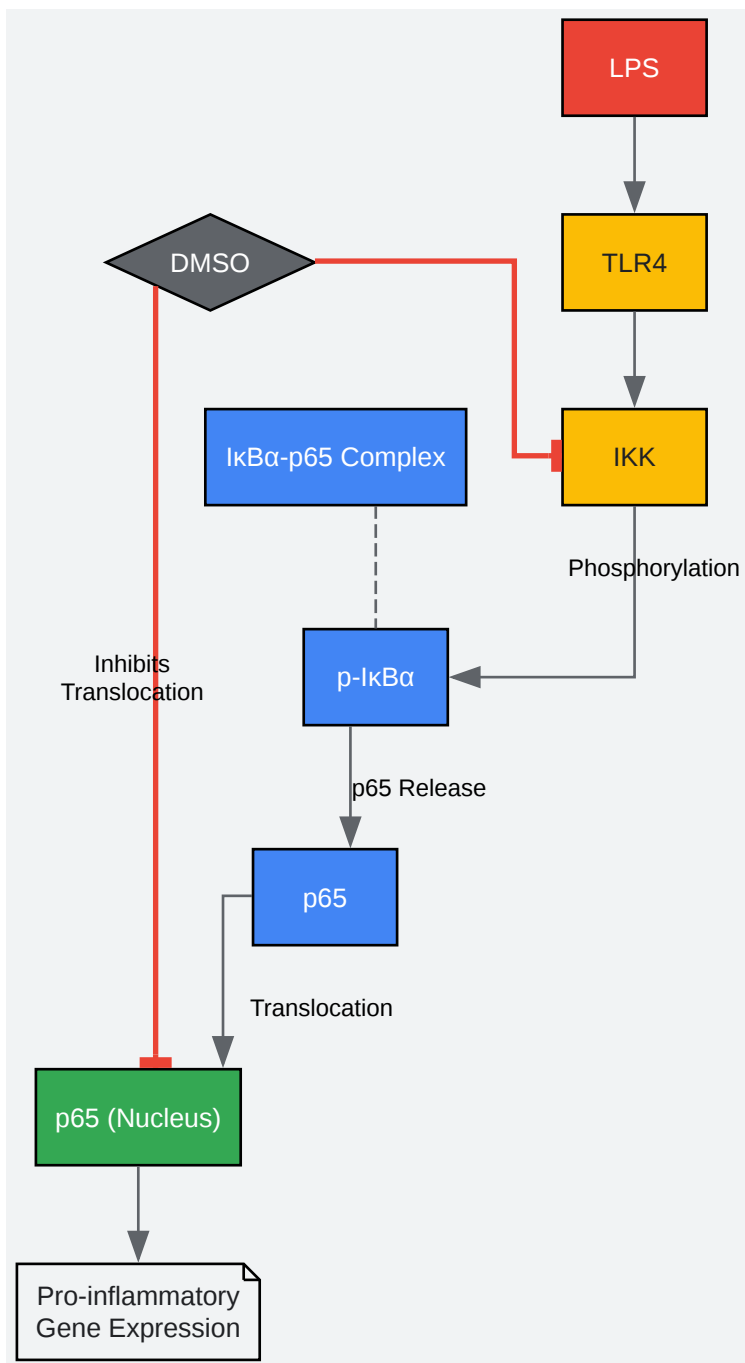 LPS
DMSO
TLR4
IκBα-p65 Complex
IKK
Phosphorylation
Inhibits
Translocation
p-IκBα
p65 Release
p65
Translocation
p65 (Nucleus)
Pro-inflammatory
Gene Expression